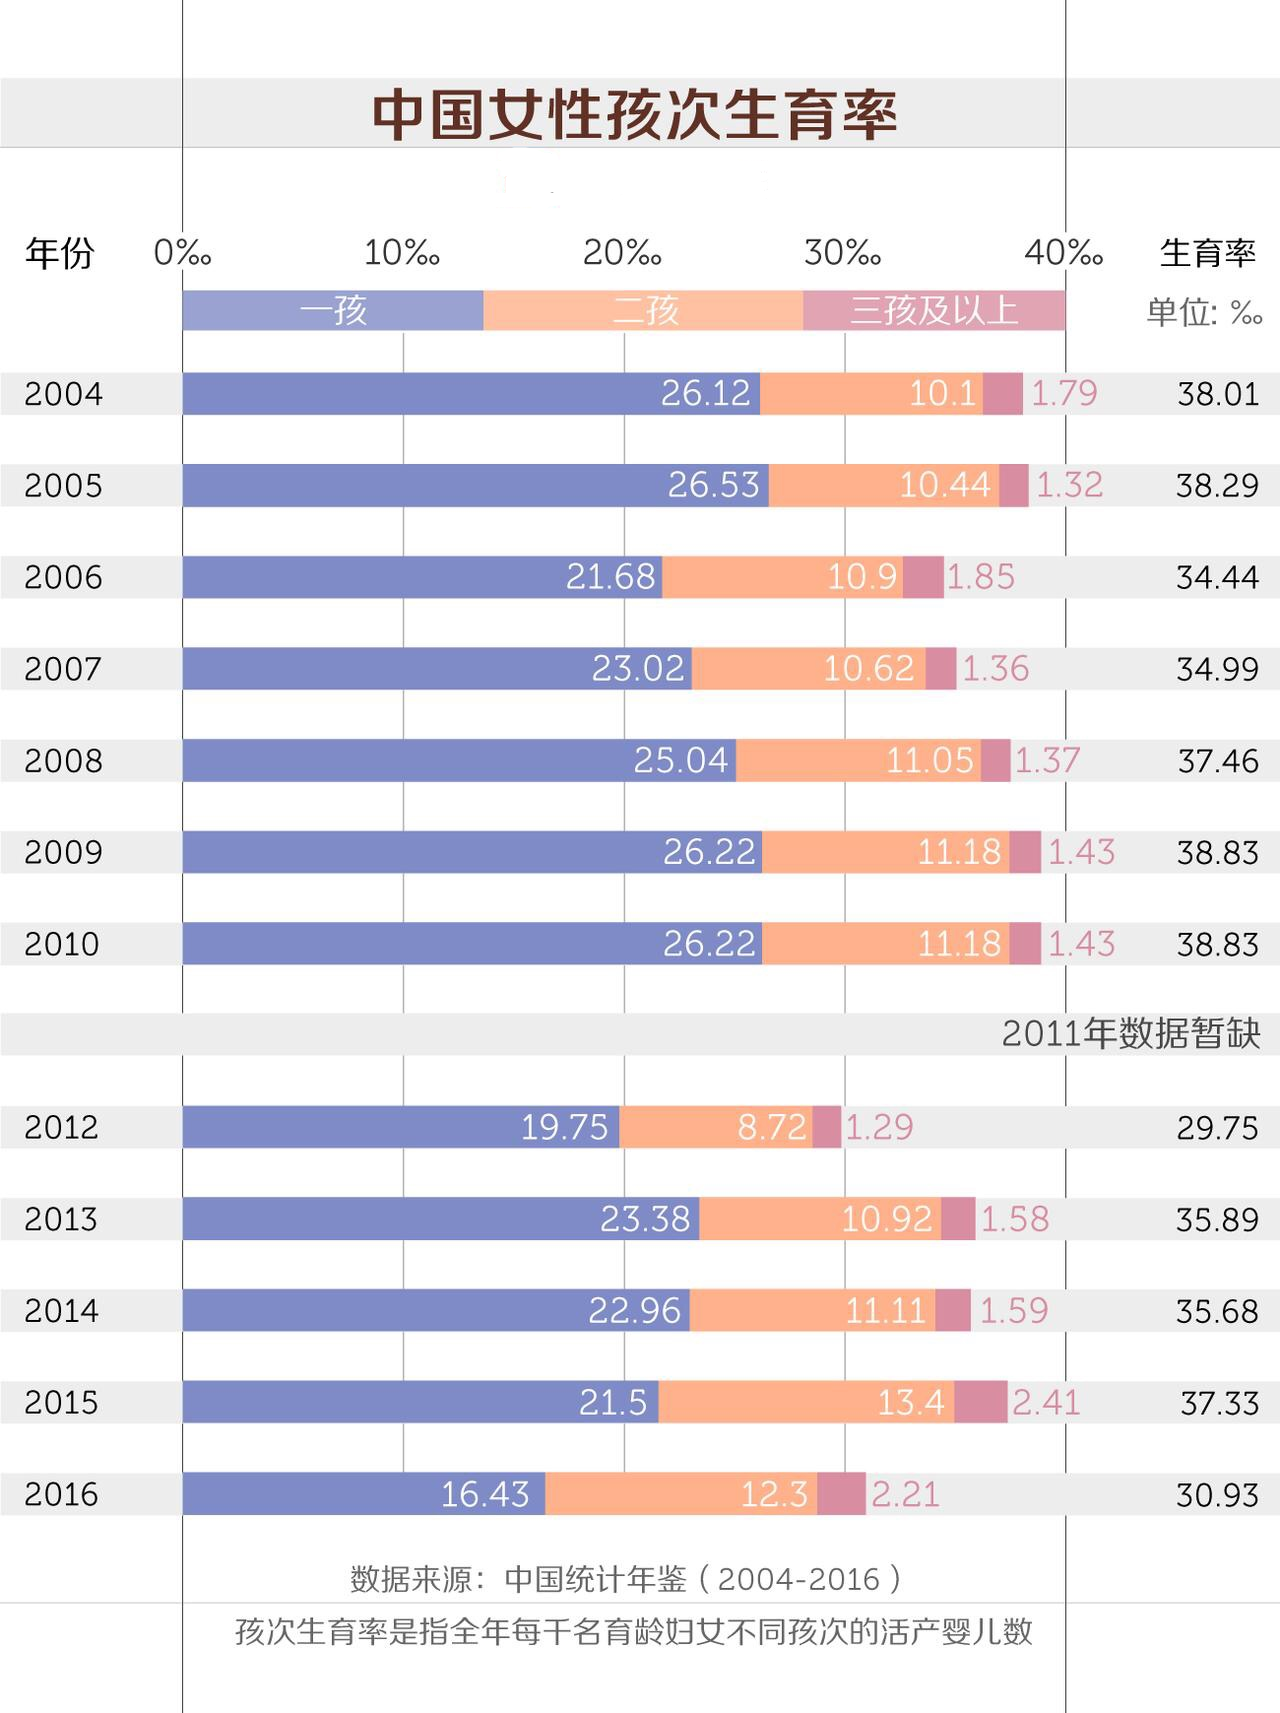 中国女性孩次生育率
年份 0‰ 10‰ 20‰ 30‰ 40‰ 生育率
一孩 二孩 三孩及以上 单位: ‰
2004 26.12 10.1 1.79 38.01
2005 26.53 10.44 1.32 38.29
2006 21.68 10.9 1.85 34.44
2007 23.02 10.62 1.36 34.99
2008 25.04 11.05 1.37 37.46
2009 26.22 11.18 1.43 38.83
2010 26.22 11.18 1.43 38.83
2011年数据暂缺
2012 19.75 8.72 1.29 29.75
2013 23.38 10.92 1.58 35.89
2014 22.96 11.11 1.59 35.68
2015 21.5 13.4 2.41 37.33
2016 16.43 12.3 2.21 30.93
数据来源：中国统计年鉴（2004-2016）
孩次生育率是指全年每千名育龄妇女不同孩次的活产婴儿数